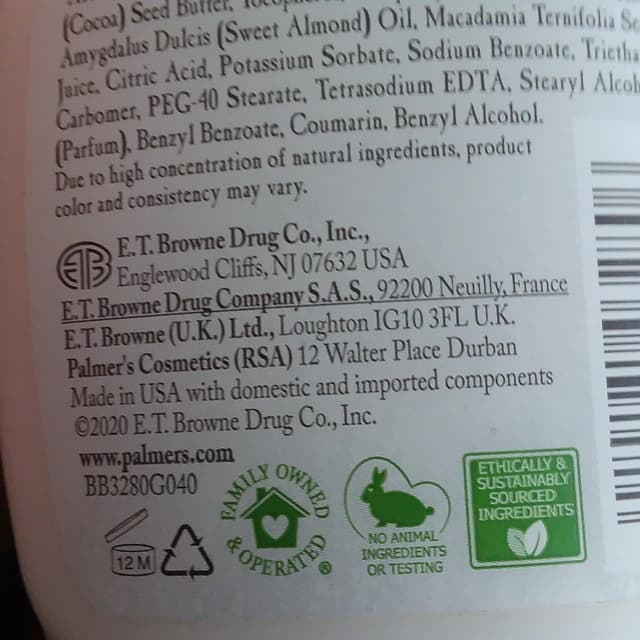 (Cocoa) Seed Butter,
Amygdalus Dulcis (Sweet Almond) Oil, Macadamia Ternifolia
Juice, Citric Acid, Potassium Sorbate, Sodium Benzoate,
Carbomer, PEG-40 Stearate, Tetrasodium EDTA, Stearyl
(Parfum), Benzyl Benzoate, Coumarin, Benzyl Alcohol.
Due to high concentration of natural ingredients, product
color and consistency may vary.
ETB
E.T. Browne Drug Co., Inc.,
Englewood Cliffs, NJ 07632 USA
E.T. Browne Drug Company S.A.S., 92200 Neuilly, France
E.T. Browne (U.K.) Ltd., Loughton IG10 3FL U.K.
Palmer's Cosmetics (RSA) 12 Walter Place Durban
Made in USA with domestic and imported components
©2020 E.T. Browne Drug Co., Inc.
www.palmers.com
BB3280G040
12 M
FAMILY OWNED
& OPERATED ®
NO ANIMAL
INGREDIENTS
OR TESTING
ETHICALLY &
SUSTAINABLY
SOURCED
INGREDIENTS